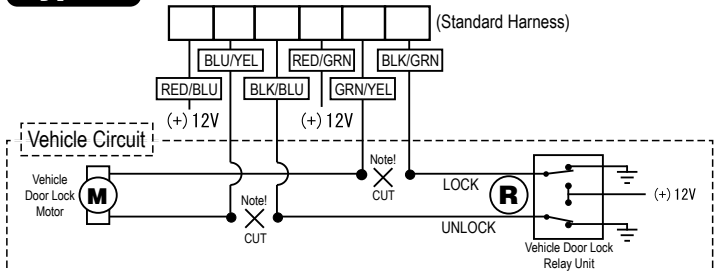 (Standard Harness)
BLU/YEL
RED/GRN
BLK/GRN
RED/BLU
BLK/BLU
GRN/YEL
(+) 12V
(+) 12V
Vehicle Circuit
Note!
CUT
LOCK
R
(+) 12V
Vehicle
Door Lock
Motor
M
Note!
CUT
UNLOCK
Vehicle Door Lock
Relay Unit